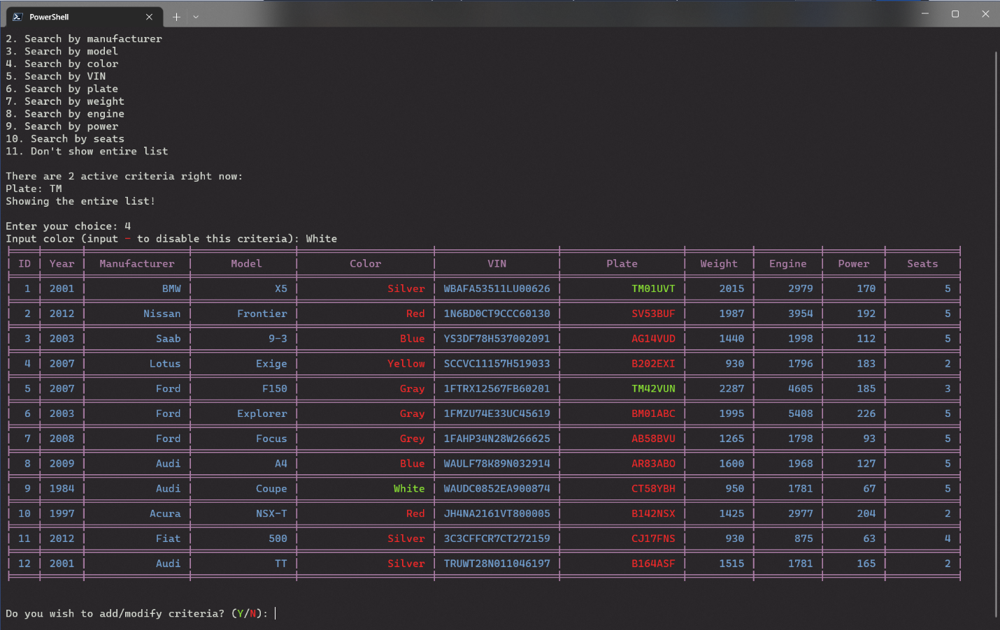 PowerShell
2. Search by manufacturer
3. Search by model
4. Search by color
5. Search by VIN
6. Search by plate
7. Search by weight
8. Search by engine
9. Search by power
10. Search by seats
11. Don't show entire list
There are 2 active criteria right now:
Plate: TM
Showing the entire list!
Enter your choice: 4
Input color (input - to disable this criteria): White
| ID | Year | Manufacturer | Model | Color | VIN | Plate | Weight | Engine | Power | Seats |
| 1 | 2001 | BMW | X5 | Silver | WBAFA53511LU00626 | TM01UVT | 2015 | 2979 | 170 | 5 |
| 2 | 2012 | Nissan | Frontier | Red | 1N6BD0CT9CCC60130 | SV53BUF | 1987 | 3954 | 192 | 5 |
| 3 | 2003 | Saab | 9-3 | Blue | YS3DF78H537002091 | AG14VUD | 1440 | 1998 | 112 | 5 |
| 4 | 2007 | Lotus | Exige | Yellow | SCCVC11157H519033 | B202EXI | 930 | 1796 | 183 | 2 |
| 5 | 2007 | Ford | F150 | Gray | 1FTRX12567FB60201 | TM42VUN | 2287 | 4605 | 185 | 3 |
| 6 | 2003 | Ford | Explorer | Gray | 1FMZU74E33UC45619 | BM01ABC | 1995 | 5408 | 226 | 5 |
| 7 | 2008 | Ford | Focus | Grey | 1FAHP34N28W266625 | AB58BVU | 1265 | 1798 | 93 | 5 |
| 8 | 2009 | Audi | A4 | Blue | WAULF78K89N032914 | AR83ABO | 1600 | 1968 | 127 | 5 |
| 9 | 1984 | Audi | Coupe | White | WAUDC0852EA900874 | CT58YBH | 950 | 1781 | 67 | 5 |
| 10 | 1997 | Acura | NSX-T | Red | JH4NA2161VT800005 | B142NSX | 1425 | 2977 | 204 | 2 |
| 11 | 2012 | Fiat | 500 | Silver | 3C3CFFCR7CT272159 | CJ17FNS | 930 | 875 | 63 | 4 |
| 12 | 2001 | Audi | TT | Silver | TRUWT28N011046197 | B164ASF | 1515 | 1781 | 165 | 2 |
Do you wish to add/modify criteria? (Y/N):